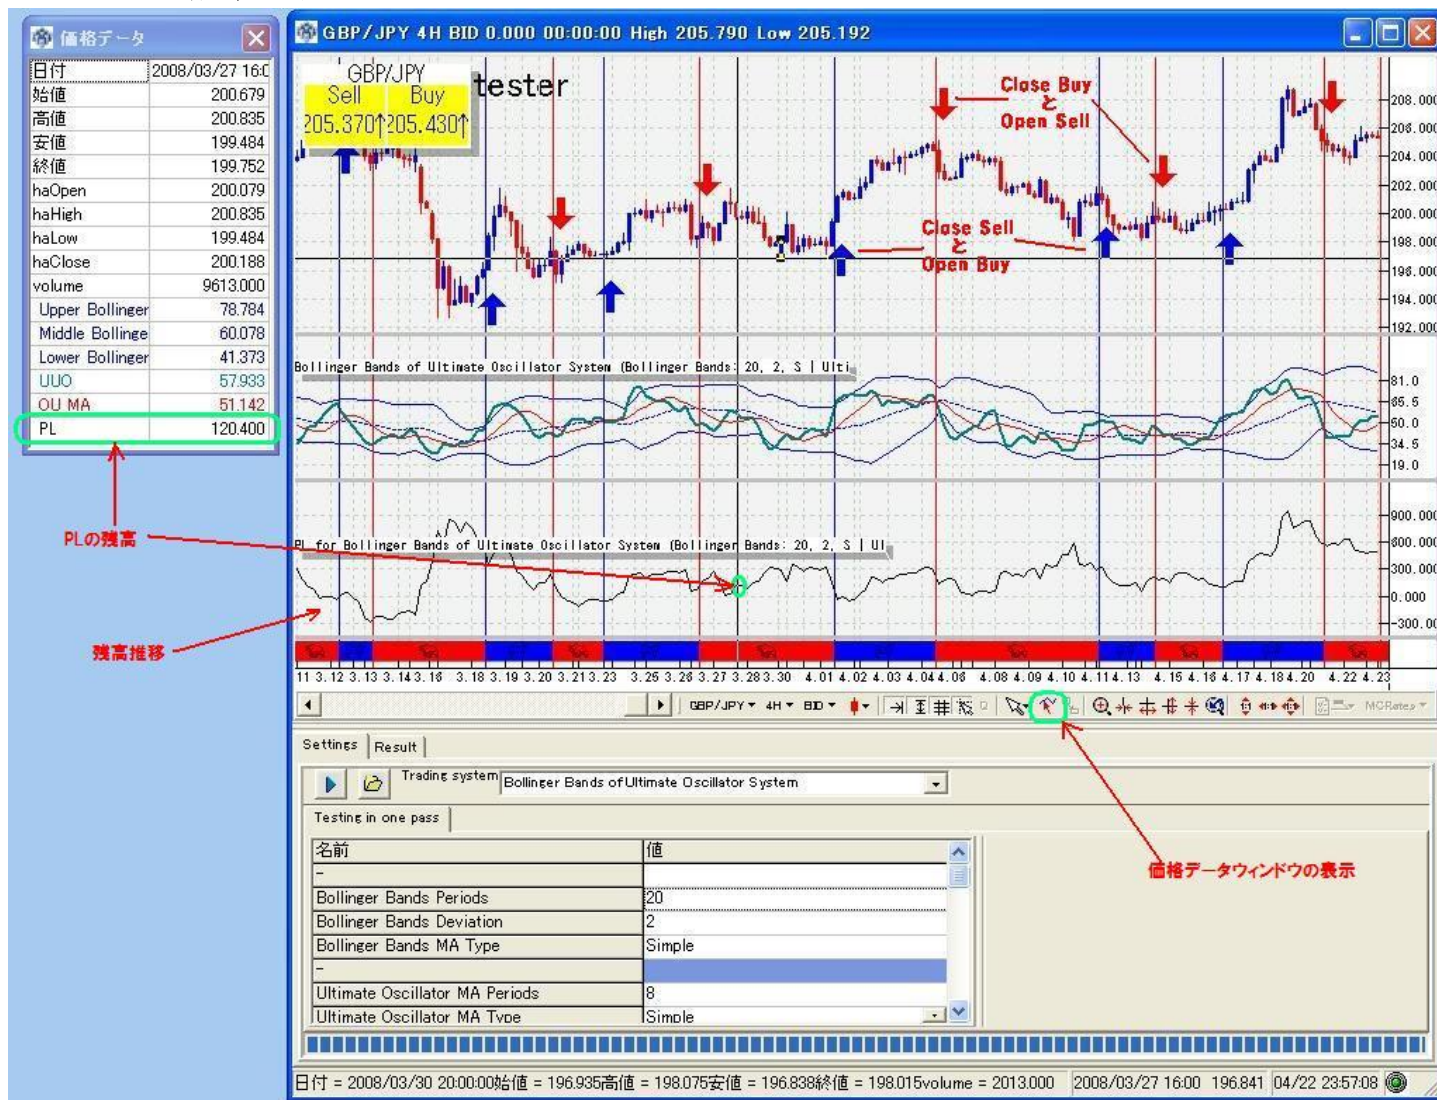 価格データ
日付 2008/03/27 16:0
始値 200.679
高値 200.835
安値 199.484
終値 199.752
haOpen 200.079
haHigh 200.835
haLow 199.484
haClose 200.188
volume 9613.000
Upper Bollinger 78.784
Middle Bollinge 60.078
Lower Bollinger 41.373
UUO 57.933
OU MA 51.142
PL 120.400
PLの残高
残高推移
GBP/JPY 4H BID 0.000 00:00:00 High 205.790 Low 205.192
GBP/JPY
Sell Buy
205.370↑ 205.430↑
tester
Close Buy
と
Open Sell
Close Sell
と
Open Buy
208.000
206.000
204.000
202.000
200.000
198.000
196.000
194.000
192.000
Bollinger Bands of Ultimate Oscillator System (Bollinger Bands: 20, 2, S | Ulti
81.0
65.5
50.0
34.5
19.0
PL for Bollinger Bands of Ultimate Oscillator System (Bollinger Bands: 20, 2, S | Ul
900.000
600.000
300.000
0.000
-300.00
11 3.12 3.13 3.14 3.16 3.18 3.19 3.20 3.21 3.23 3.25 3.26 3.27 3.28 3.30 4.01 4.02 4.03 4.04 4.06 4.08 4.09 4.10 4.11 4.13 4.15 4.16 4.17 4.18 4.20 4.22 4.23
GBP/JPY 4H BID MCRates
Settings Result
Trading system Bollinger Bands of Ultimate Oscillator System
Testing in one pass
価格データウィンドウの表示
名前 値
-
Bollinger Bands Periods 20
Bollinger Bands Deviation 2
Bollinger Bands MA Type Simple
-
Ultimate Oscillator MA Periods 8
Ultimate Oscillator MA Type Simple
日付 = 2008/03/30 20:00:00始値 = 196.935高値 = 198.075安値 = 196.838終値 = 198.015volume = 2013.000 2008/03/27 16:00 196.841 04/22 23:57:08